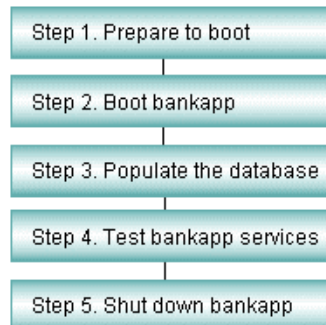 Step 1. Prepare to boot
Step 2. Boot bankapp
Step 3. Populate the database
Step 4. Test bankapp services
Step 5. Shut down bankapp